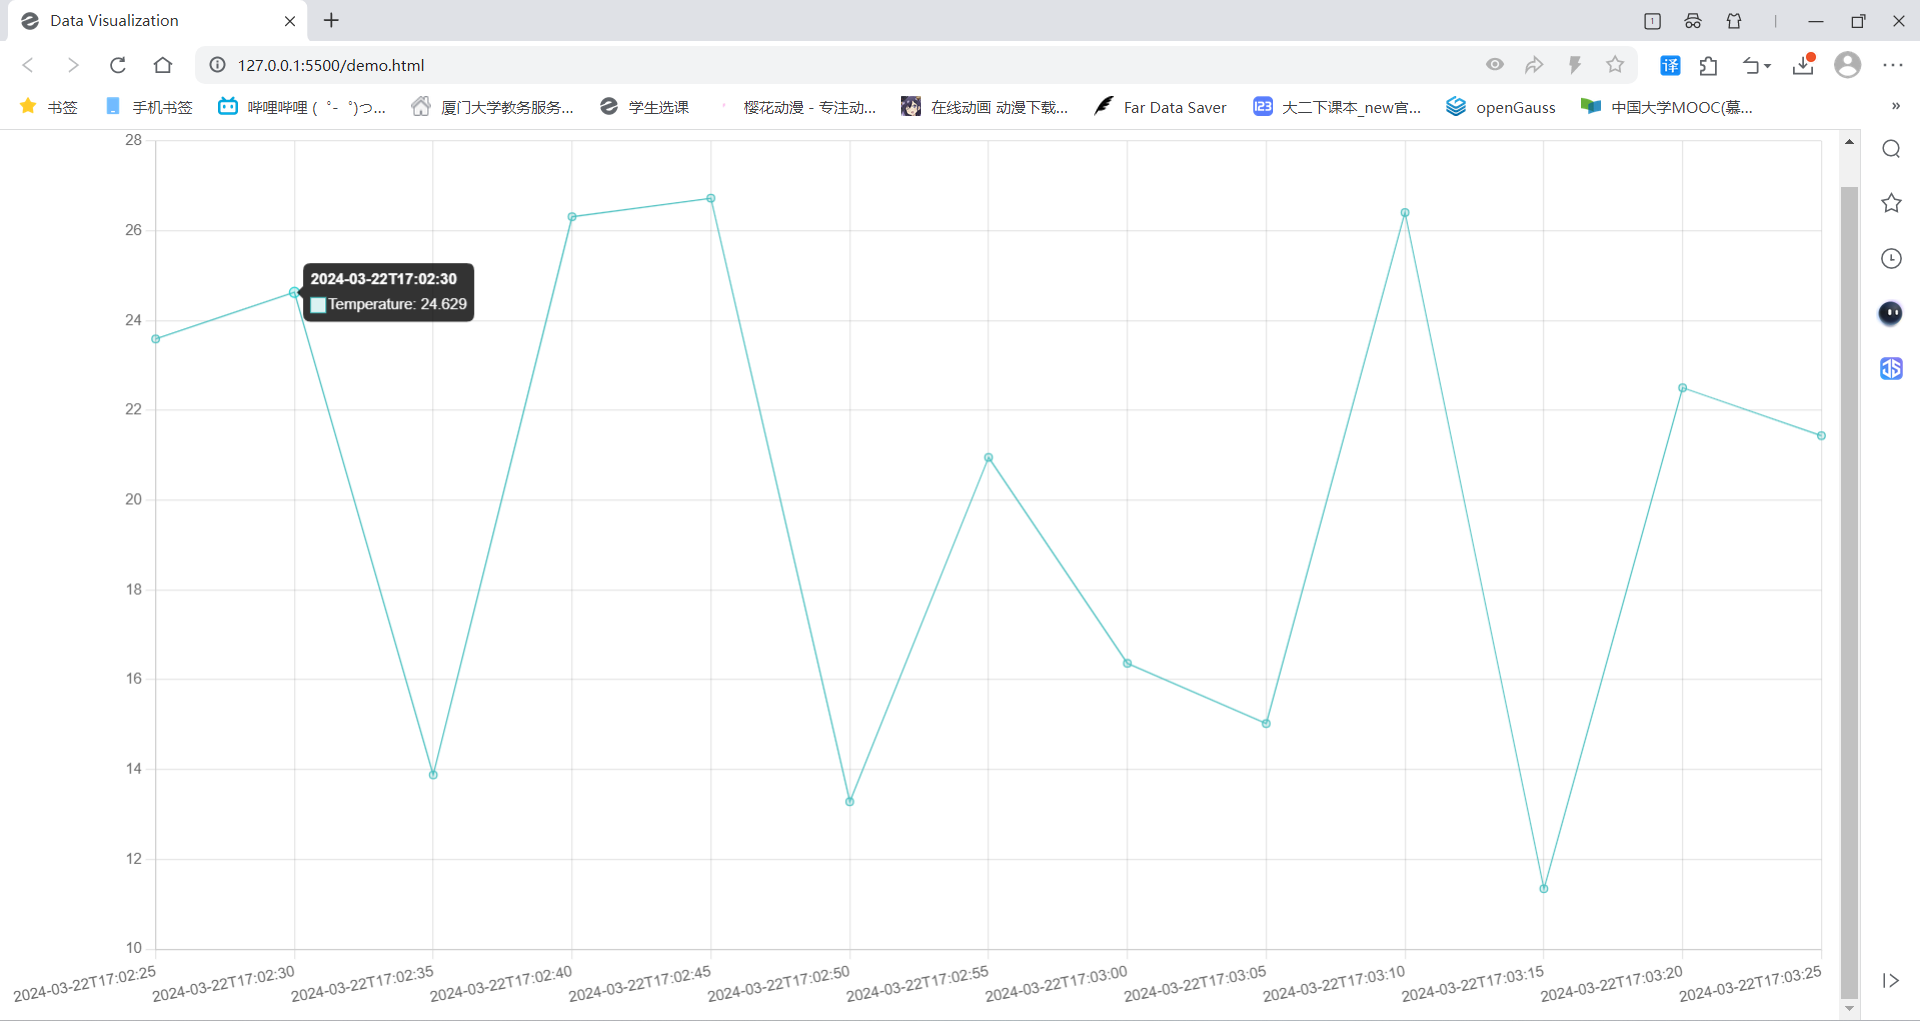 Data Visualization
1
127.0.0.1:5500/demo.html
译
书签
手机书签
哔哩哔哩 (゜-゜)つ...
厦门大学教务服务...
学生选课
樱花动漫 - 专注动...
在线动画 动漫下载...
Far Data Saver
123
大二下课本_new官...
openGauss
中国大学MOOC(慕...
»
28
26
24
22
20
18
16
14
12
10
2024-03-22T17:02:30
Temperature: 24.629
2024-03-22T17:02:25
2024-03-22T17:02:30
2024-03-22T17:02:35
2024-03-22T17:02:40
2024-03-22T17:02:45
2024-03-22T17:02:50
2024-03-22T17:02:55
2024-03-22T17:03:00
2024-03-22T17:03:05
2024-03-22T17:03:10
2024-03-22T17:03:15
2024-03-22T17:03:20
2024-03-22T17:03:25